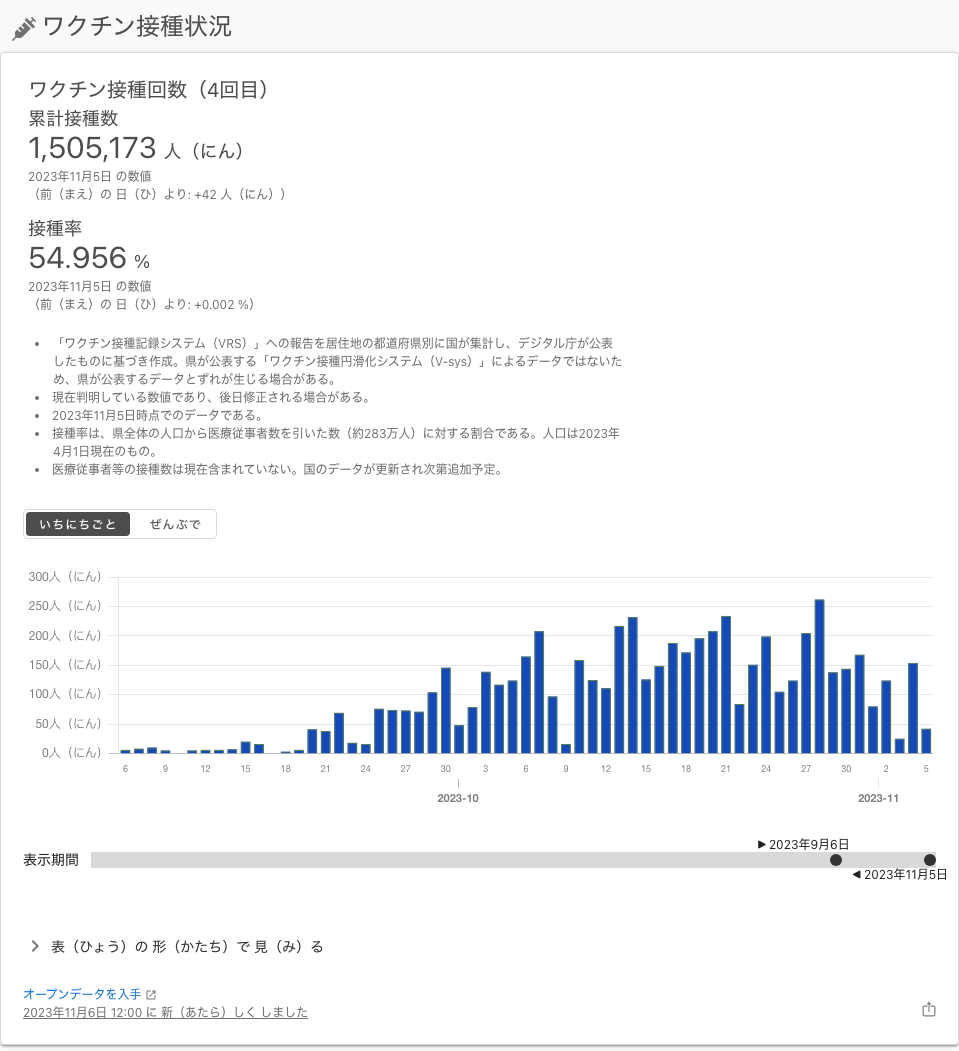 ワクチン接種状況
ワクチン接種回数（4回目）
累計接種数
1,505,173 人（にん）
2023年11月5日 の数値
（前（まえ）の 日（ひ）より: +42 人（にん））
接種率
54.956 %
2023年11月5日 の数値
（前（まえ）の 日（ひ）より: +0.002 %）
• 「ワクチン接種記録システム（VRS）」への報告を居住地の都道府県別に国が集計し、デジタル庁が公表
したものに基づき作成。県が公表する「ワクチン接種円滑化システム（V-sys）」によるデータではないた
め、県が公表するデータとずれが生じる場合がある。
• 現在判明している数値であり、後日修正される場合がある。
• 2023年11月5日時点でのデータである。
• 接種率は、県全体の人口から医療従事者数を引いた数（約283万人）に対する割合である。人口は2023年
4月1日現在のもの。
• 医療従事者等の接種数は現在含まれていない。国のデータが更新され次第追加予定。
いちにちごと ぜんぶで
300人（にん）
250人（にん）
200人（にん）
150人（にん）
100人（にん）
50人（にん）
0人（にん）
6 9 12 15 18 21 24 27 30 3 6 9 12 15 18 21 24 27 30 2 5
2023-10 2023-11
▶ 2023年9月6日
表示期間
◀ 2023年11月5日
表（ひょう）の 形（かたち）で 見（み）る
オープンデータを入手
2023年11月6日 12:00 に 新（あたら）しく しました